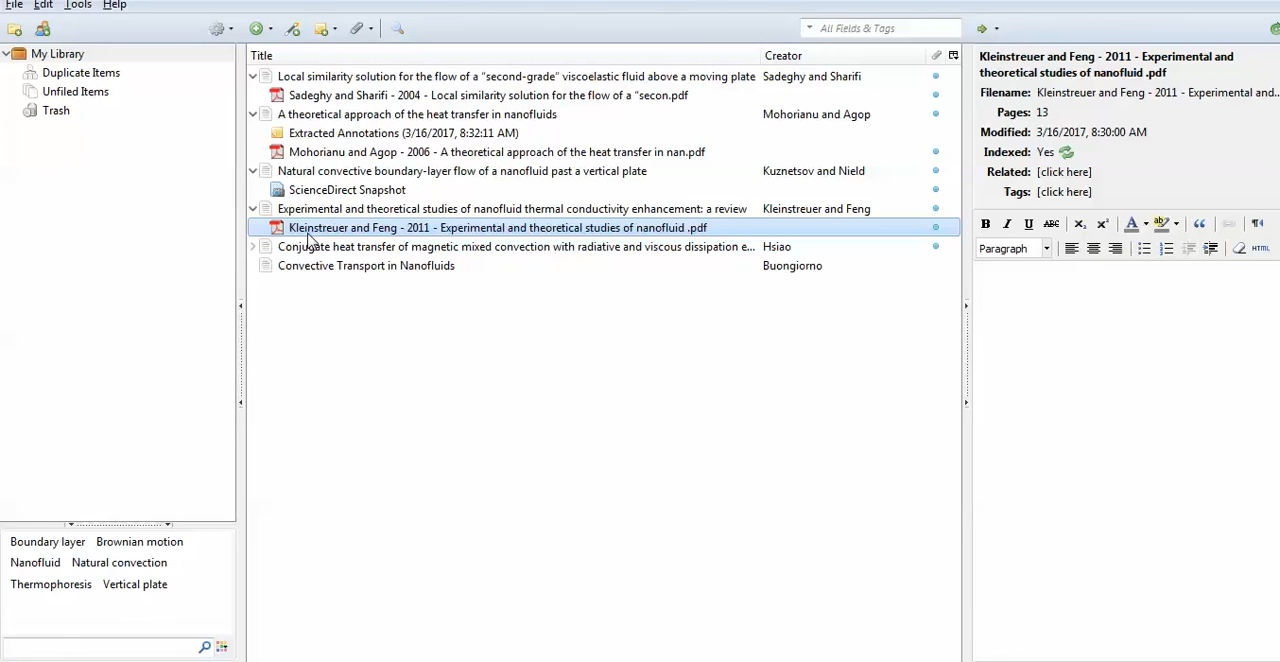 File Edit Tools Help
All Fields & Tags
My Library
Duplicate Items
Unfiled Items
Trash
Title Creator
Local similarity solution for the flow of a "second-grade" viscoelastic fluid above a moving plate Sadeghy and Sharifi
Sadeghy and Sharifi - 2004 - Local similarity solution for the flow of a "secon.pdf
A theoretical approach of the heat transfer in nanofluids Mohorianu and Agop
Extracted Annotations (3/16/2017, 8:32:11 AM)
Mohorianu and Agop - 2006 - A theoretical approach of the heat transfer in nan.pdf
Natural convective boundary-layer flow of a nanofluid past a vertical plate Kuznetsov and Nield
ScienceDirect Snapshot
Experimental and theoretical studies of nanofluid thermal conductivity enhancement: a review Kleinstreuer and Feng
Kleinstreuer and Feng - 2011 - Experimental and theoretical studies of nanofluid .pdf
Conjugate heat transfer of magnetic mixed convection with radiative and viscous dissipation e... Hsiao
Convective Transport in Nanofluids Buongiorno
Kleinstreuer and Feng - 2011 - Experimental and
theoretical studies of nanofluid .pdf
Filename: Kleinstreuer and Feng - 2011 - Experimental and...
Pages: 13
Modified: 3/16/2017, 8:30:00 AM
Indexed: Yes
Related: [click here]
Tags: [click here]
B I U ABC X₂ X² A ab
Paragraph HTML
Boundary layer Brownian motion
Nanofluid Natural convection
Thermophoresis Vertical plate